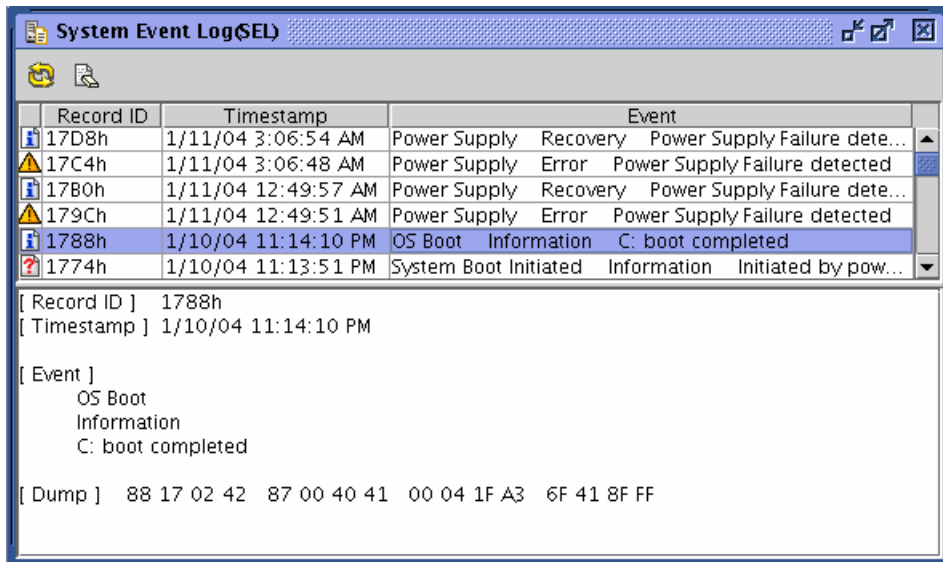 System Event Log(SEL)
Record ID Timestamp Event
17D8h 1/11/04 3:06:54 AM Power Supply Recovery Power Supply Failure dete...
17C4h 1/11/04 3:06:48 AM Power Supply Error Power Supply Failure detected
17B0h 1/11/04 12:49:57 AM Power Supply Recovery Power Supply Failure dete...
179Ch 1/11/04 12:49:51 AM Power Supply Error Power Supply Failure detected
1788h 1/10/04 11:14:10 PM OS Boot Information C: boot completed
1774h 1/10/04 11:13:51 PM System Boot Initiated Information Initiated by pow...
[ Record ID ] 1788h
[ Timestamp ] 1/10/04 11:14:10 PM
[ Event ]
OS Boot
Information
C: boot completed
[ Dump ] 88 17 02 42 87 00 40 41 00 04 1F A3 6F 41 8F FF